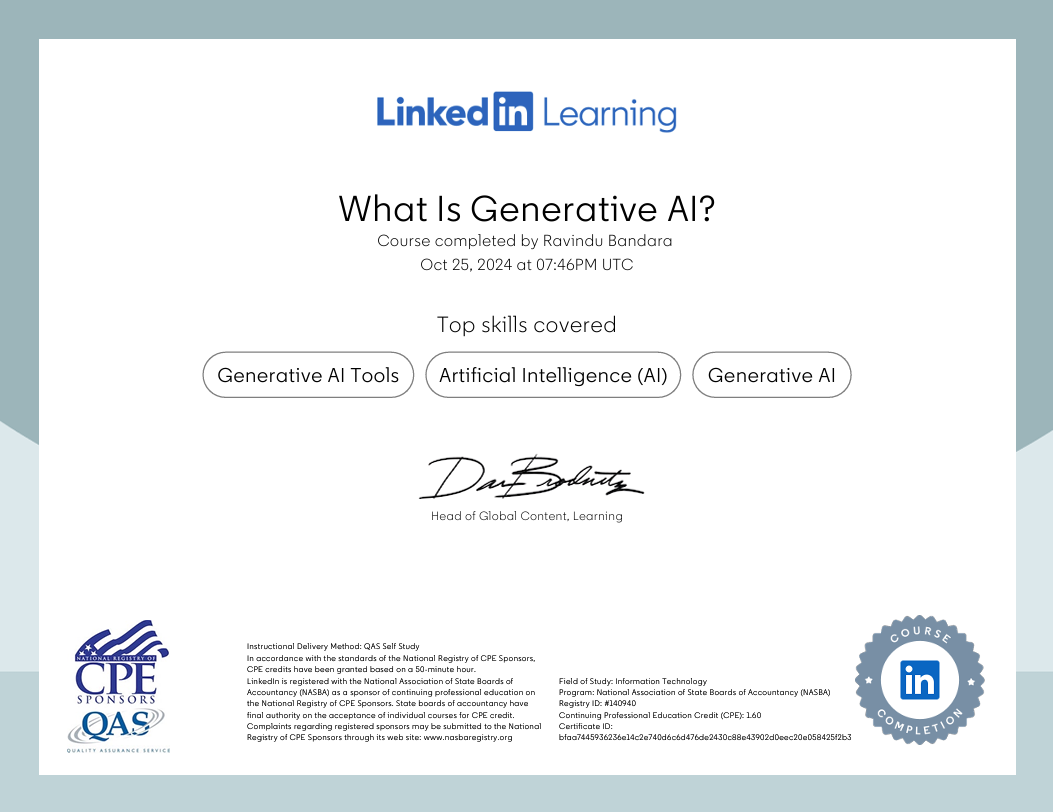 Linked in Learning
What Is Generative AI?
Course completed by Ravindu Bandara
Oct 25, 2024 at 07:46PM UTC
Top skills covered
Generative AI Tools
Artificial Intelligence (AI)
Generative AI
Head of Global Content, Learning
NATIONAL REGISTRY OF
CPE
SPONSORS
QAS
QUALITY ASSURANCE SERVICE
Instructional Delivery Method: QAS Self Study
In accordance with the standards of the National Registry of CPE Sponsors,
CPE credits have been granted based on a 50-minute hour.
LinkedIn is registered with the National Association of State Boards of
Accountancy (NASBA) as a sponsor of continuing professional education on
the National Registry of CPE Sponsors. State boards of accountancy have
final authority on the acceptance of individual courses for CPE credit.
Complaints regarding registered sponsors may be submitted to the National
Registry of CPE Sponsors through its web site: www.nasbaregistry.org
Field of Study: Information Technology
Program: National Association of State Boards of Accountancy (NASBA)
Registry ID: #140940
Continuing Professional Education Credit (CPE): 1.60
Certificate ID:
bfaa7445936236e14c2e740d6c6d476de2430c88e43902d0eec20e058425f2b3
COURSE
in
COMPLETION